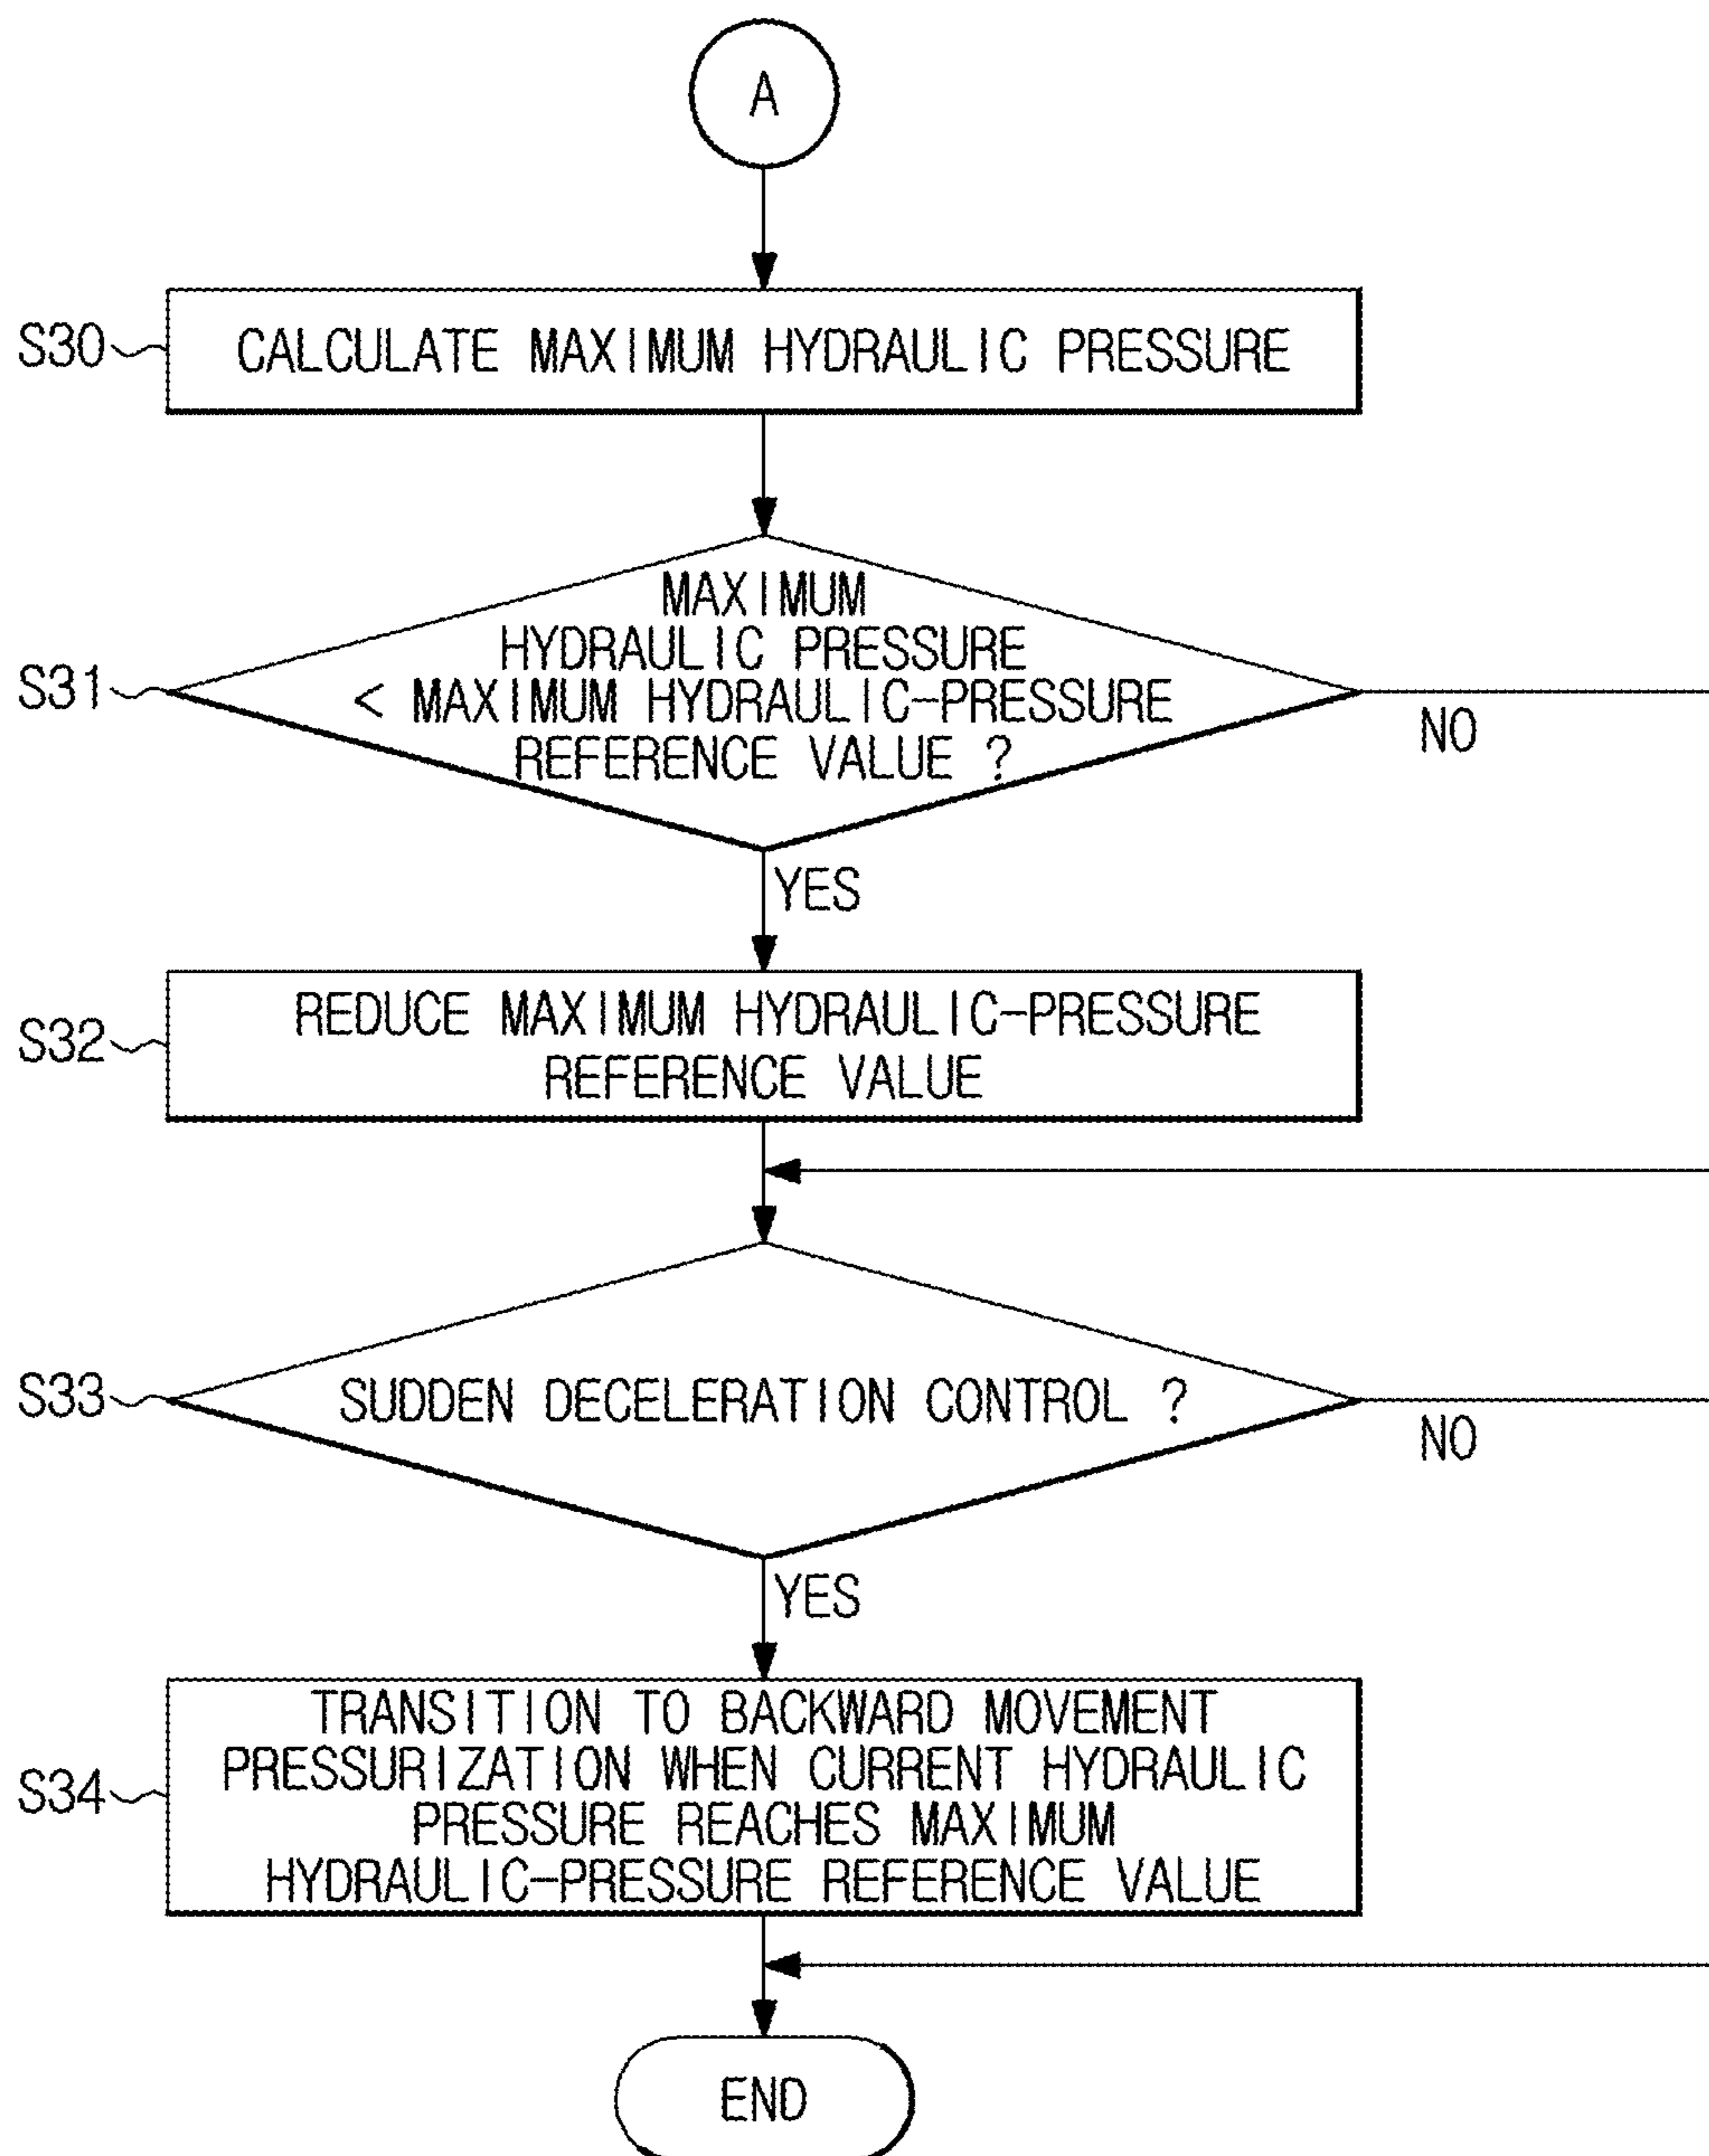 A
S30
CALCULATE MAXIMUM HYDRAULIC PRESSURE
S31
MAXIMUM
HYDRAULIC PRESSURE
< MAXIMUM HYDRAULIC-PRESSURE
REFERENCE VALUE ?
NO
YES
S32
REDUCE MAXIMUM HYDRAULIC-PRESSURE
REFERENCE VALUE
S33
SUDDEN DECELERATION CONTROL ?
NO
YES
S34
TRANSITION TO BACKWARD MOVEMENT
PRESSURIZATION WHEN CURRENT HYDRAULIC
PRESSURE REACHES MAXIMUM
HYDRAULIC-PRESSURE REFERENCE VALUE
END